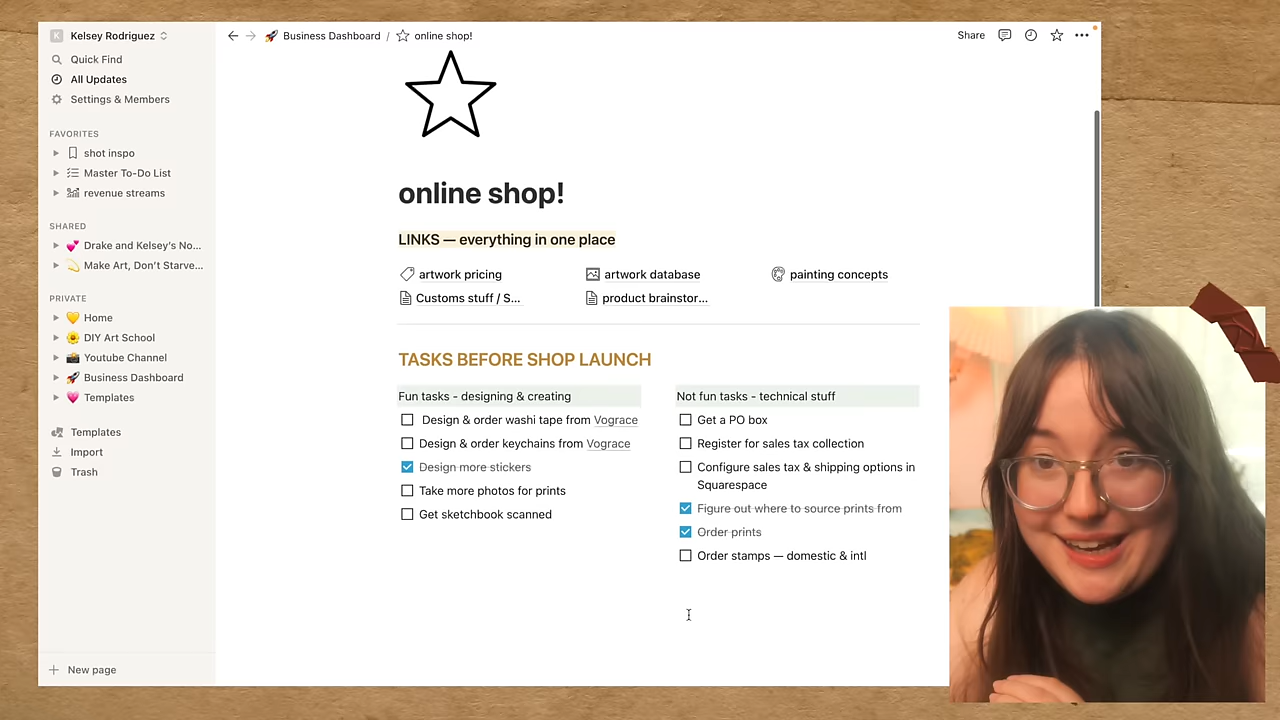 Kelsey Rodriguez
Quick Find
All Updates
Settings & Members
FAVORITES
shot inspo
Master To-Do List
revenue streams
SHARED
Drake and Kelsey's No...
Make Art, Don't Starve...
PRIVATE
Home
DIY Art School
Youtube Channel
Business Dashboard
Templates
Templates
Import
Trash
New page
Business Dashboard / online shop!
Share
online shop!
LINKS — everything in one place
artwork pricing
artwork database
painting concepts
Customs stuff / S...
product brainstor...
TASKS BEFORE SHOP LAUNCH
Fun tasks - designing & creating
Design & order washi tape from Vograce
Design & order keychains from Vograce
Design more stickers
Take more photos for prints
Get sketchbook scanned
Not fun tasks - technical stuff
Get a PO box
Register for sales tax collection
Configure sales tax & shipping options in
Squarespace
Figure out where to source prints from
Order prints
Order stamps — domestic & intl